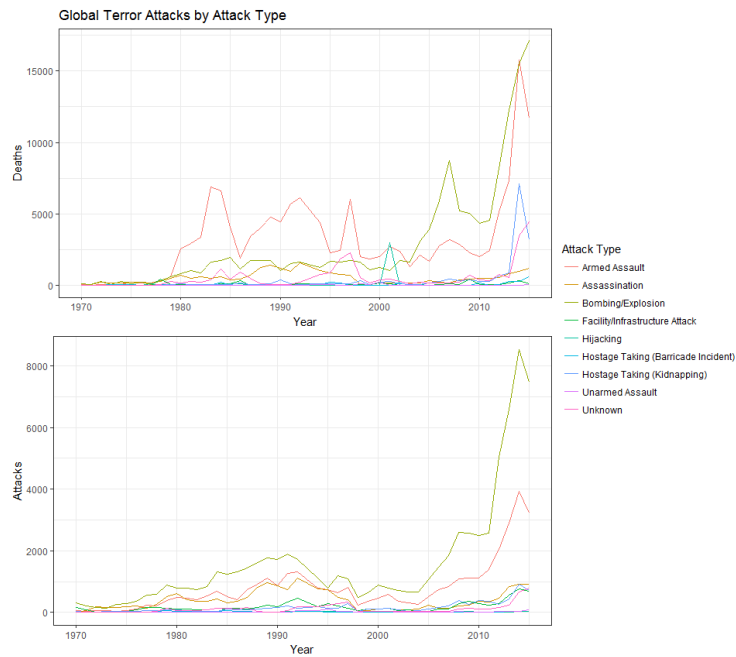 Global Terror Attacks by Attack Type
15000
10000
5000
0
Deaths
1970
1980
1990
2000
2010
Year
Attack Type
Armed Assault
Assassination
Bombing/Explosion
Facility/Infrastructure Attack
Hijacking
Hostage Taking (Barricade Incident)
Hostage Taking (Kidnapping)
Unarmed Assault
Unknown
8000
6000
4000
2000
0
Attacks
1970
1980
1990
2000
2010
Year